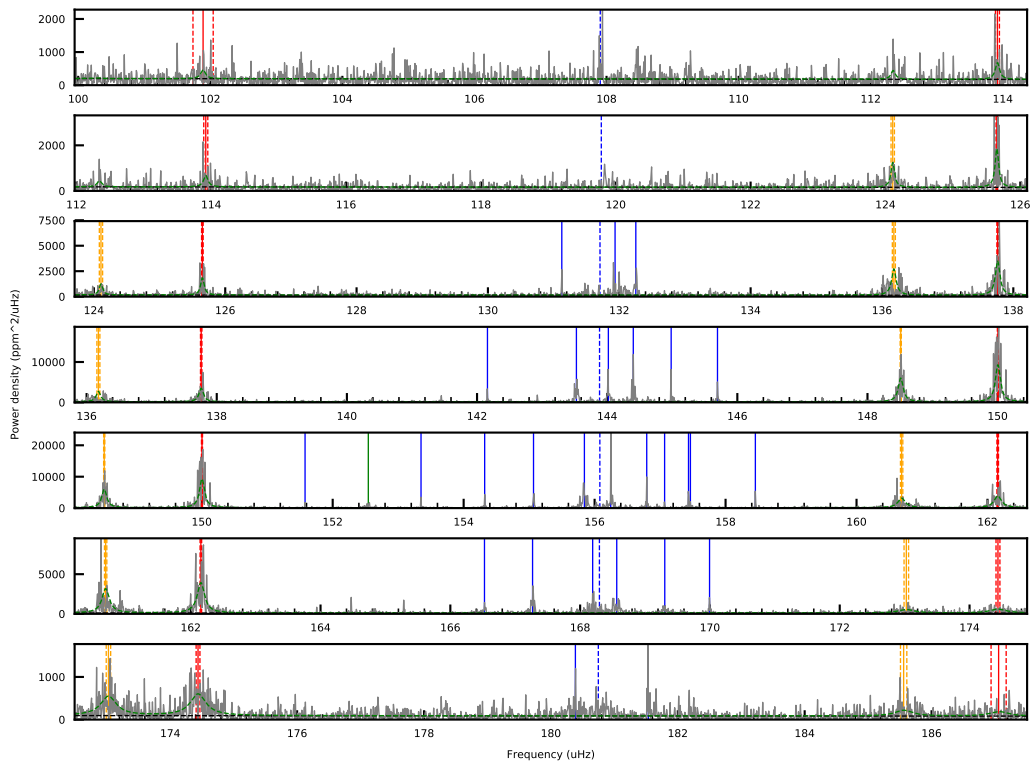 2000
1000
0
100 102 104 106 108 110 112 114
2000
0
112 114 116 118 120 122 124 126
7500
5000
2500
0
124 126 128 130 132 134 136 138
10000
0
136 138 140 142 144 146 148 150
20000
10000
0
150 152 154 156 158 160 162
5000
0
162 164 166 168 170 172 174
1000
0
174 176 178 180 182 184 186
Power density (ppm^2/uHz)
Frequency (uHz)